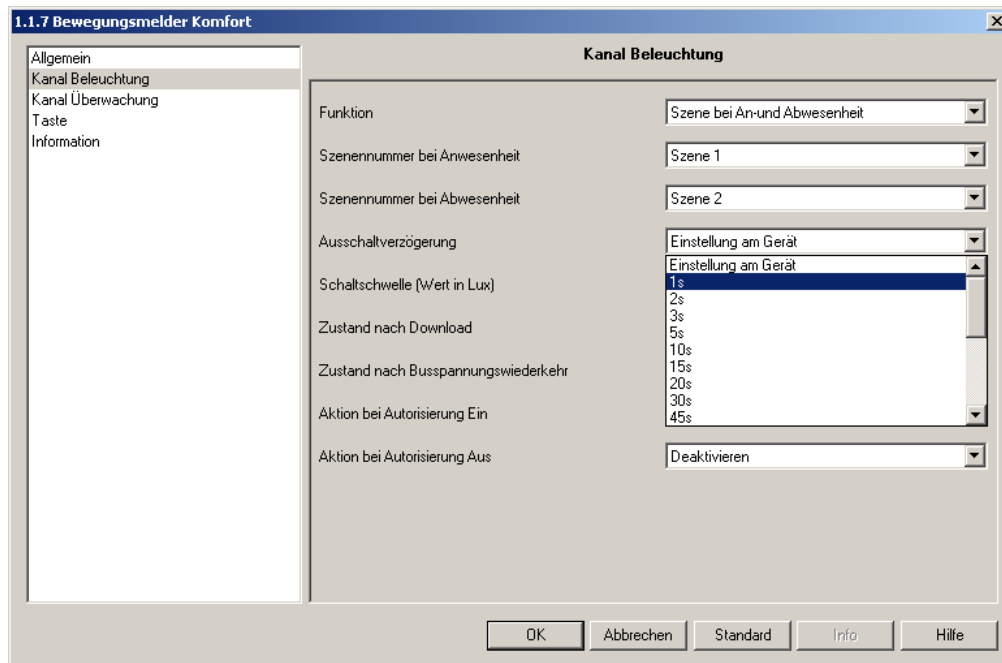 1.1.7 Bewegungsmelder Komfort
Allgemein
Kanal Beleuchtung
Kanal Überwachung
Taste
Information
Kanal Beleuchtung
Funktion
Szene bei An-und Abwesenheit
Szenennummer bei Anwesenheit
Szene 1
Szenennummer bei Abwesenheit
Szene 2
Ausschaltverzögerung
Einstellung am Gerät
Einstellung am Gerät
1s
2s
3s
5s
10s
15s
20s
30s
45s
Schaltschwelle (Wert in Lux)
Zustand nach Download
Zustand nach Busspannungswiederkehr
Aktion bei Autorisierung Ein
Aktion bei Autorisierung Aus
Deaktivieren
OK
Abbrechen
Standard
Info
Hilfe